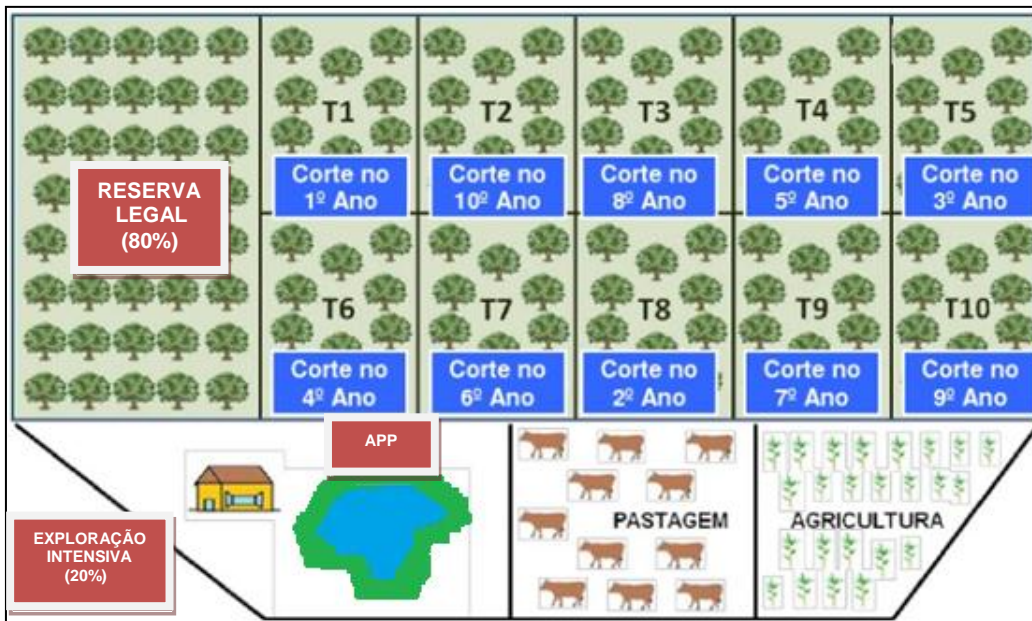 T1
T2
T3
T4
T5
Corte no
1º Ano
Corte no
10º Ano
Corte no
8º Ano
Corte no
5º Ano
Corte no
3º Ano
RESERVA
LEGAL
(80%)
T6
T7
T8
T9
T10
Corte no
4º Ano
Corte no
6º Ano
Corte no
2º Ano
Corte no
7º Ano
Corte no
9º Ano
APP
PASTAGEM
AGRICULTURA
EXPLORAÇÃO
INTENSIVA
(20%)